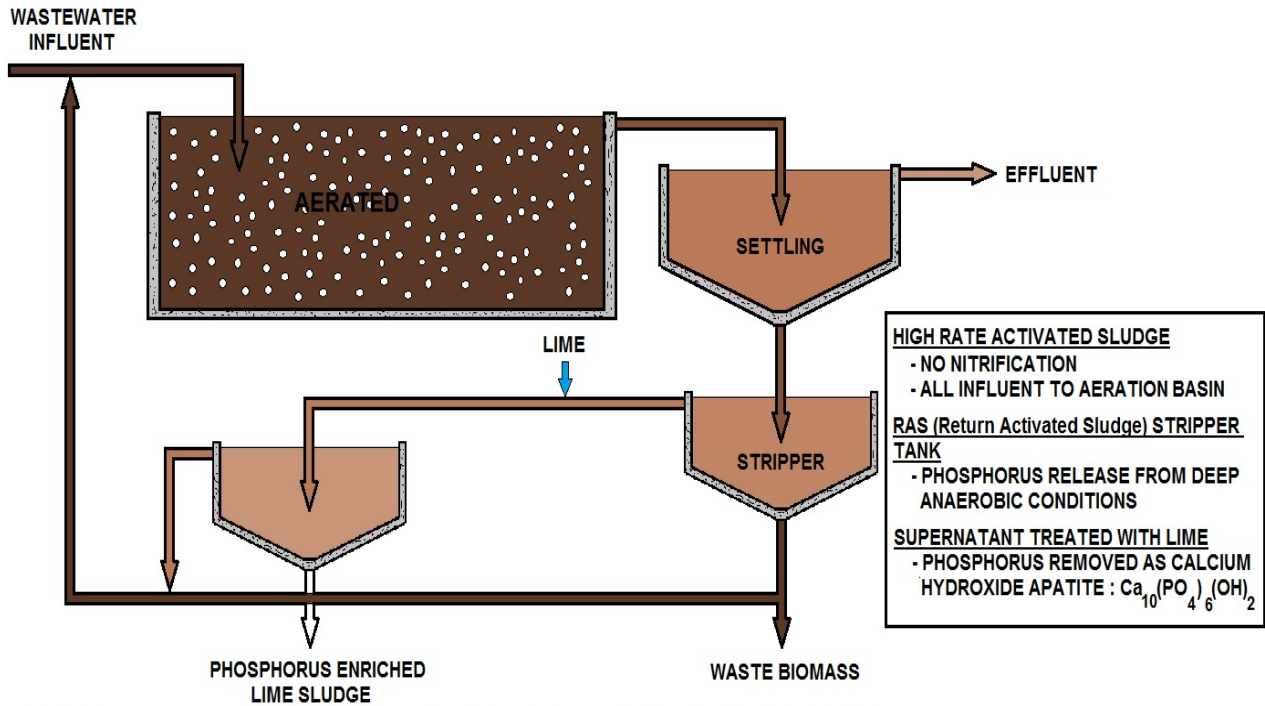 WASTEWATER
INFLUENT
AERATED
EFFLUENT
SETTLING
LIME
STRIPPER
HIGH RATE ACTIVATED SLUDGE
- NO NITRIFICATION
- ALL INFLUENT TO AERATION BASIN
RAS (Return Activated Sludge) STRIPPER
TANK
- PHOSPHORUS RELEASE FROM DEEP
ANAEROBIC CONDITIONS
SUPERNATANT TREATED WITH LIME
- PHOSPHORUS REMOVED AS CALCIUM
HYDROXIDE APATITE : Ca10(PO4)6(OH)2
PHOSPHORUS ENRICHED
LIME SLUDGE
WASTE BIOMASS